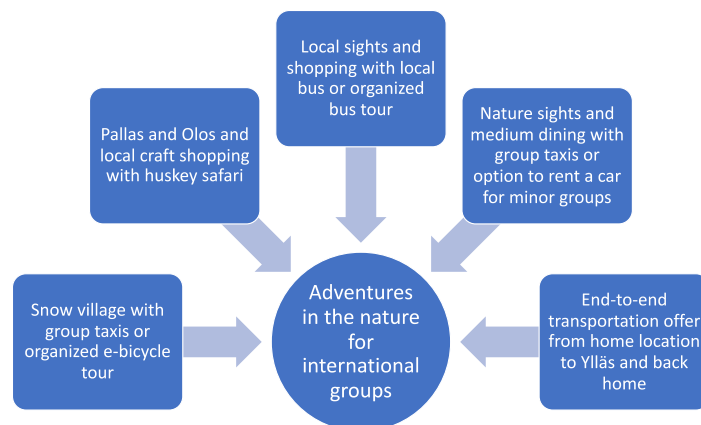 Local sights and
shopping with local
bus or organized
bus tour
Pallas and Olos and
local craft shopping
with huskey safari
Nature sights and
medium dining with
group taxis or
option to rent a car
for minor groups
Snow village with
group taxis or
organized e-bicycle
tour
Adventures
in the nature
for
international
groups
End-to-end
transportation offer
from home location
to Ylläs and back
home